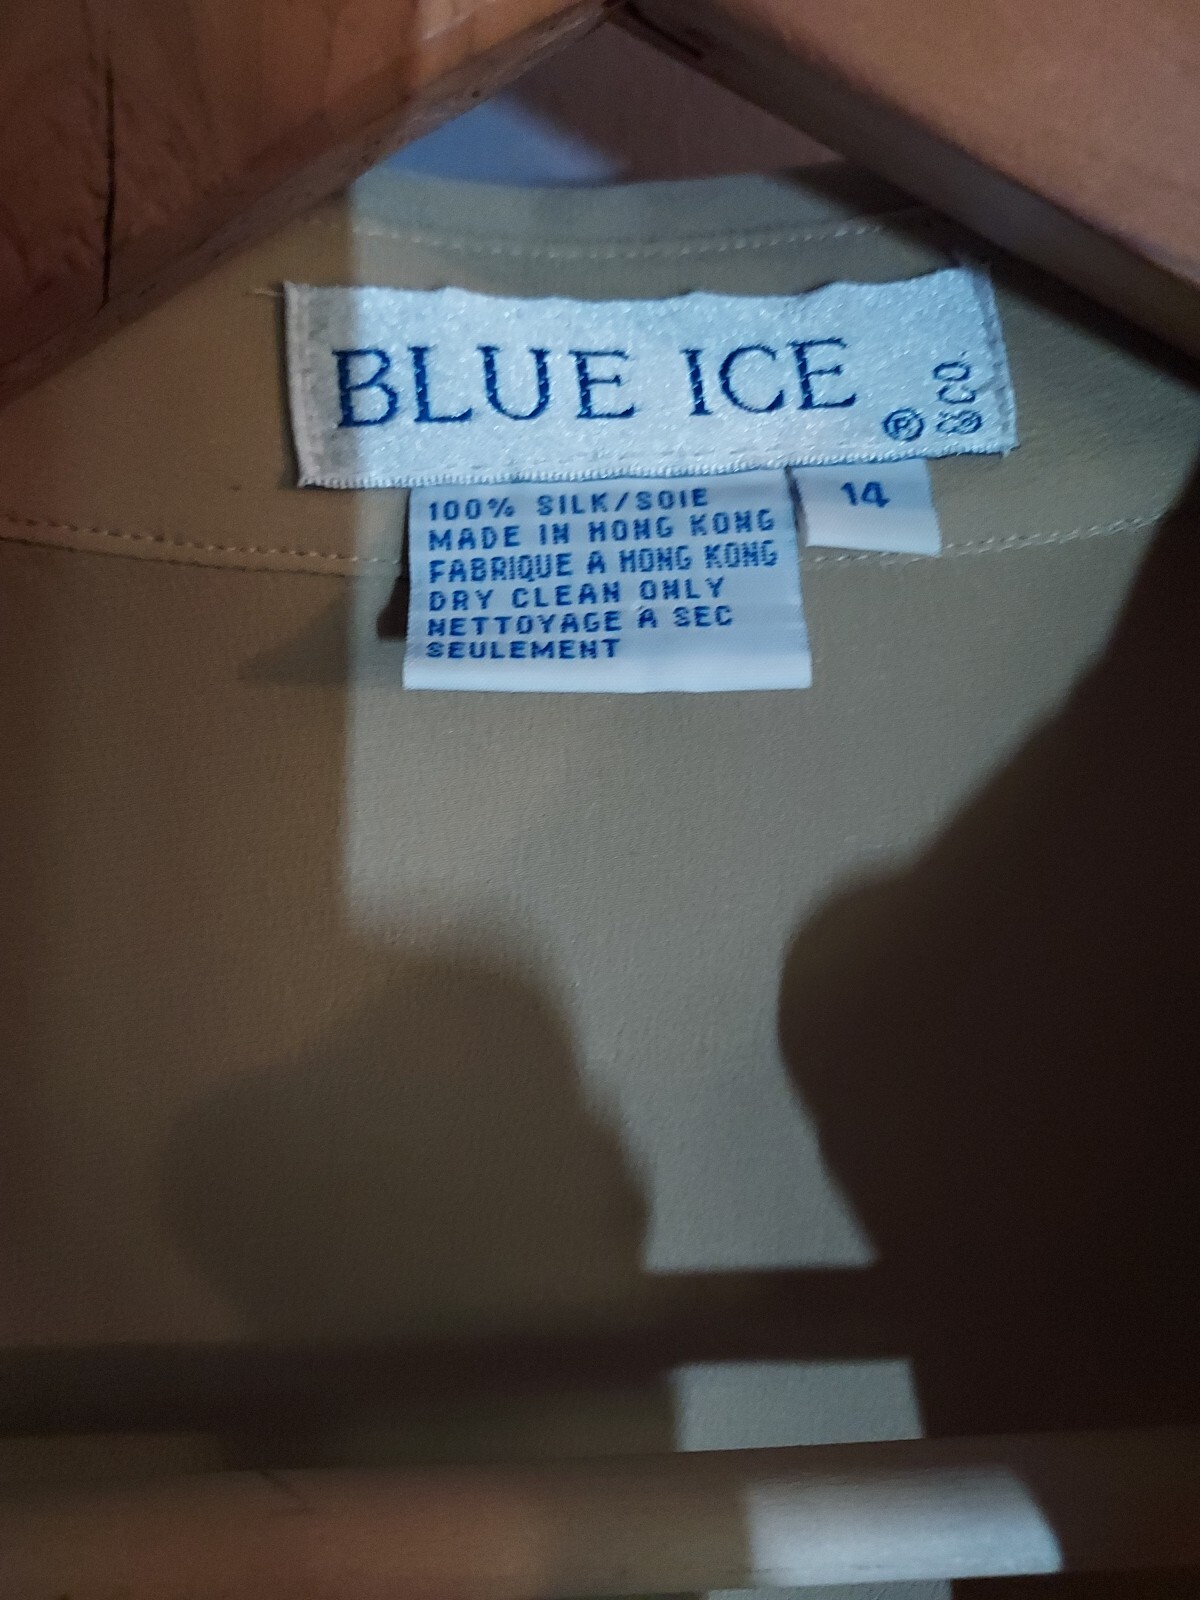 BLUE ICE ® & CO.
100% SILK/SOIE
MADE IN HONG KONG
FABRIQUE A HONG KONG
DRY CLEAN ONLY
NETTOYAGE À SEC
SEULEMENT
14